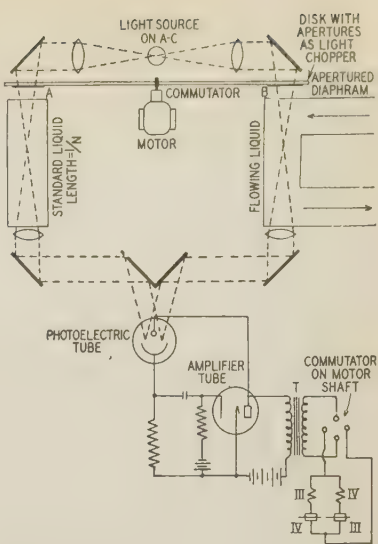 LIGHT SOURCE
ON A-C
DISK WITH
APERTURES
AS LIGHT
CHOPPER
APERTURED
DIAPHRAM
A
B
COMMUTATOR
MOTOR
STANDARD LIQUID
LENGTH=1/N
FLOWING LIQUID
PHOTOELECTRIC
TUBE
AMPLIFIER
TUBE
T
COMMUTATOR
ON MOTOR
SHAFT
III
IV
IV
III